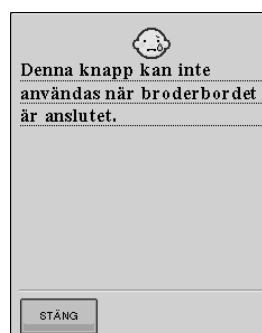 Denna knapp kan inte
användas när broderbordet
är anslutet.
STÄNG